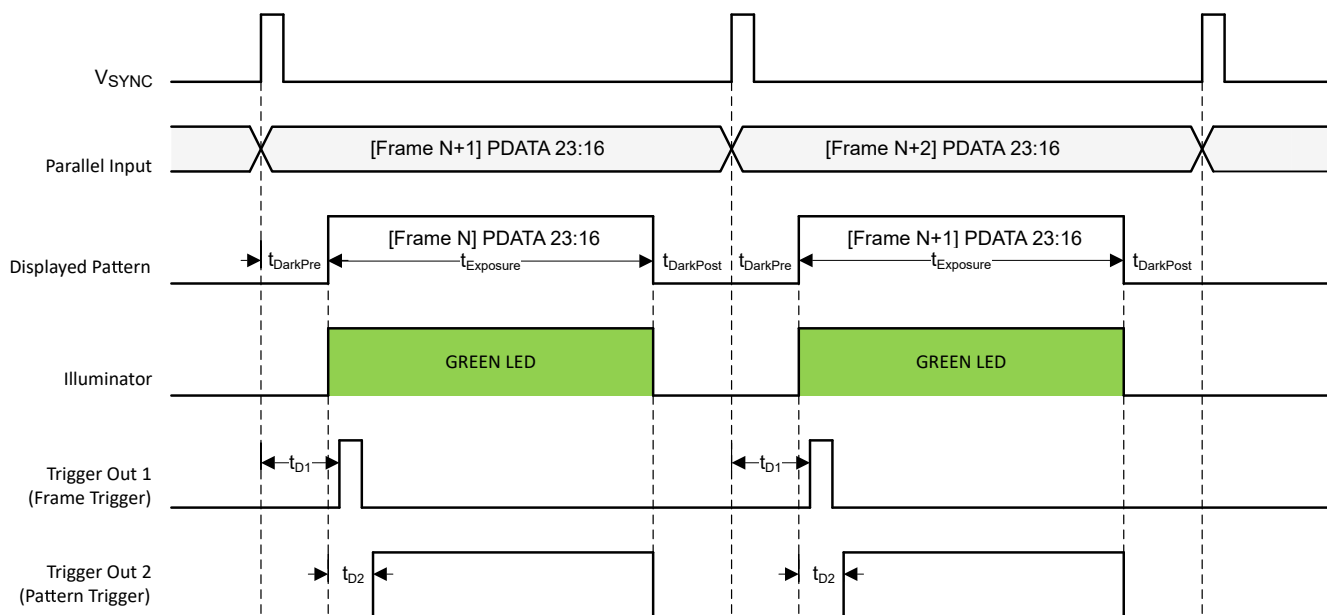 VSYNC
Parallel Input
[Frame N+1] PDATA 23:16
[Frame N+2] PDATA 23:16
Displayed Pattern
[Frame N] PDATA 23:16
[Frame N+1] PDATA 23:16
tDarkPre
tExposure
tDarkPost
tDarkPre
tExposure
tDarkPost
Illuminator
GREEN LED
GREEN LED
Trigger Out 1
(Frame Trigger)
tD1
tD1
Trigger Out 2
(Pattern Trigger)
tD2
tD2